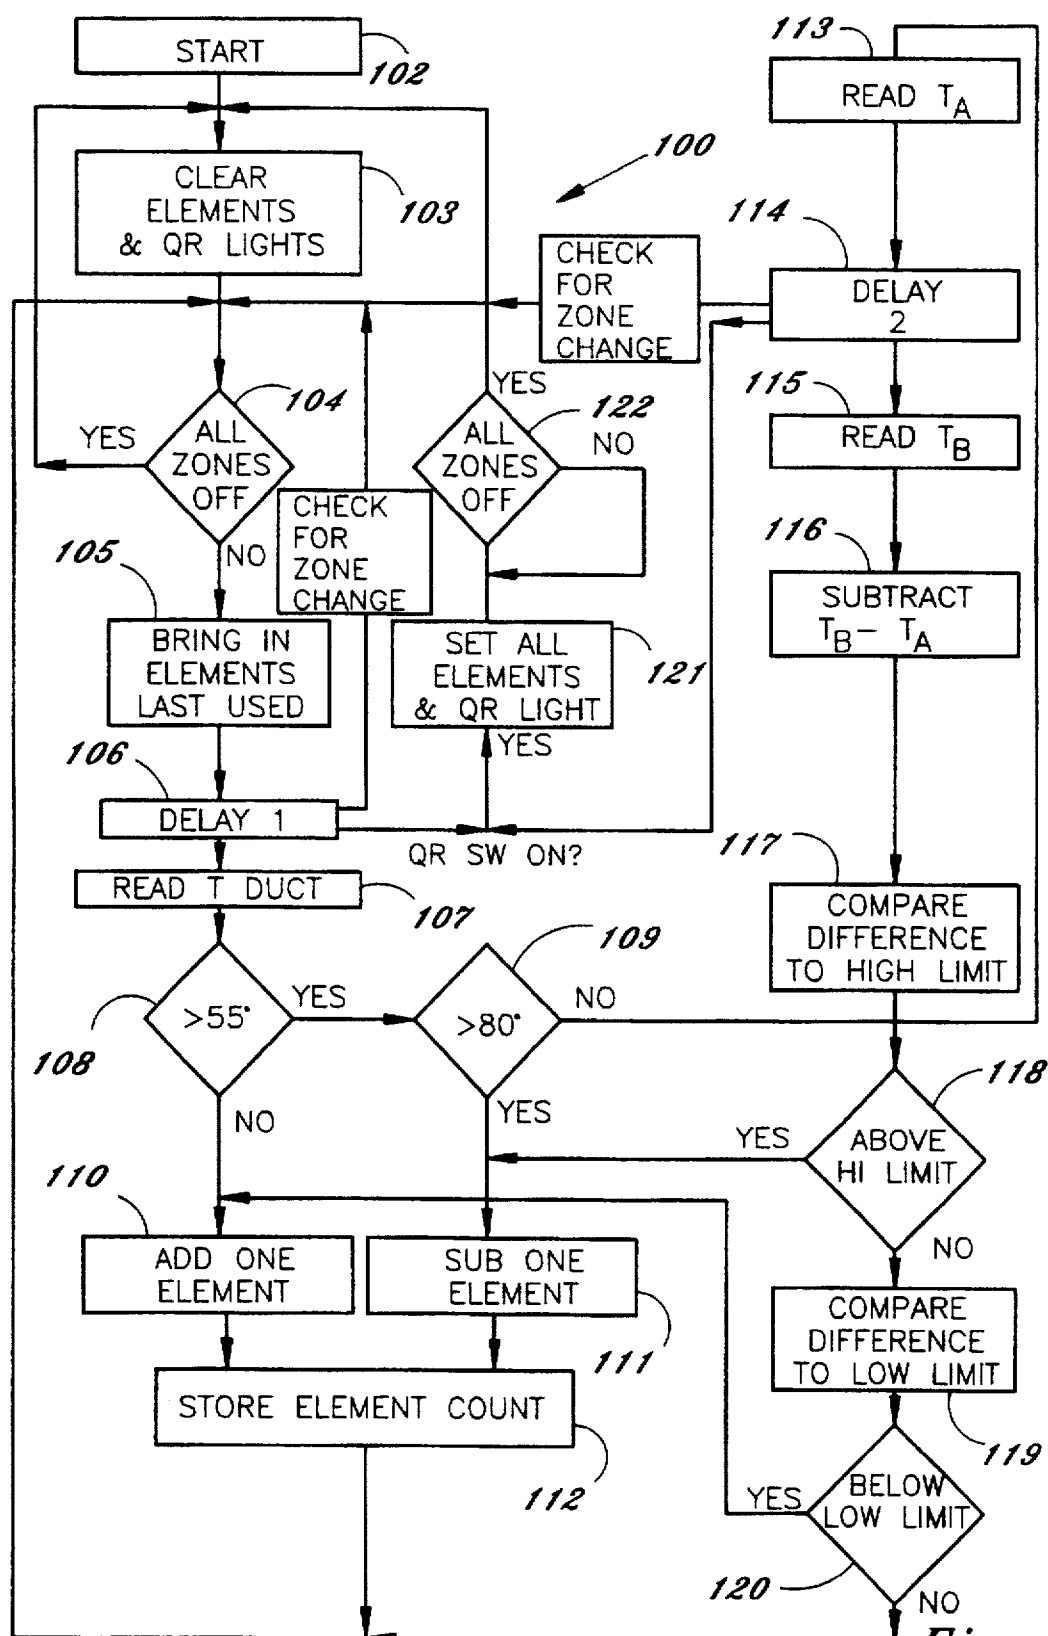 START
102
CLEAR
ELEMENTS
& QR LIGHTS
103
100
113
READ TA
114
DELAY
2
CHECK
FOR
ZONE
CHANGE
104
YES
ALL
ZONES
OFF
NO
YES
122
ALL
ZONES
OFF
NO
115
READ TB
CHECK
FOR
ZONE
CHANGE
116
SUBTRACT
TB - TA
105
BRING IN
ELEMENTS
LAST USED
SET ALL
ELEMENTS
& QR LIGHT
121
YES
106
DELAY 1
QR SW ON?
READ T DUCT
107
117
COMPARE
DIFFERENCE
TO HIGH LIMIT
108
>55°
YES
NO
109
>80°
NO
YES
118
YES
ABOVE
HI LIMIT
NO
110
ADD ONE
ELEMENT
SUB ONE
ELEMENT
111
COMPARE
DIFFERENCE
TO LOW LIMIT
119
STORE ELEMENT COUNT
112
YES
BELOW
LOW LIMIT
120
NO